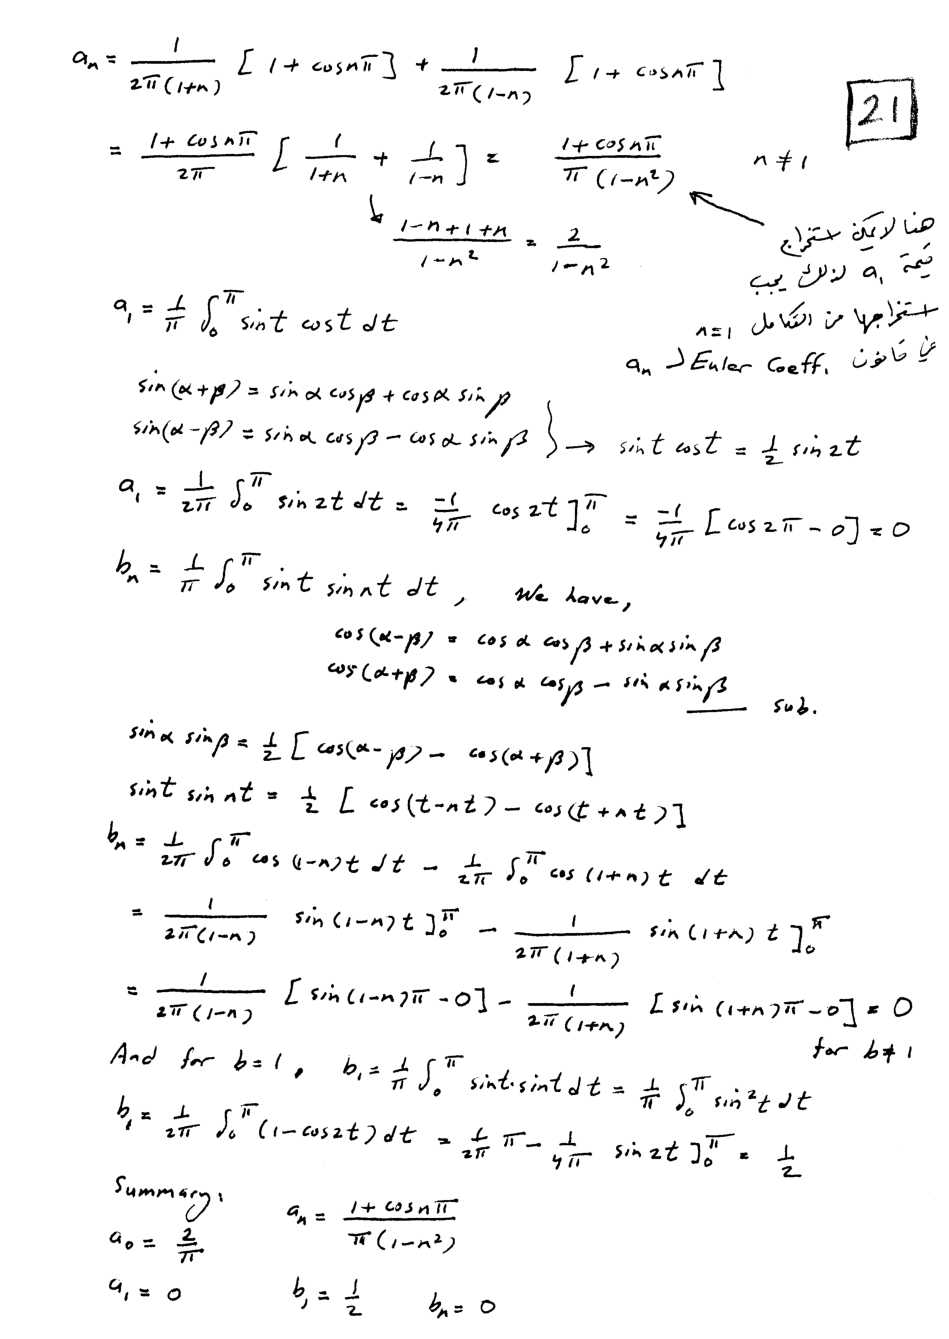 aₙ = 1/(2π(1+n)) [1 + cos nπ] + 1/(2π(1-n)) [1 + cos nπ]
21
= (1 + cos nπ)/(2π) [1/(1+n) + 1/(1-n)] = (1 + cos nπ)/(π(1-n²))   n ≠ 1
(1-n+1+n)/(1-n²) = 2/(1-n²)
هنا لا يمكن استخراج
قيمة a₁ لذلك يجب
استخراجها من التكامل n=1
في قانون Euler Coeff. لـ aₙ
a₁ = 1/π ∫₀^π sin t cos t dt
sin(α+β) = sin α cos β + cos α sin β
sin(α-β) = sin α cos β - cos α sin β } → sin t cos t = 1/2 sin 2t
a₁ = 1/(2π) ∫₀^π sin 2t dt = -1/(4π) cos 2t ]₀^π = -1/(4π) [cos 2π - 0] = 0
bₙ = 1/π ∫₀^π sin t sin nt dt , We have,
cos(α-β) = cos α cos β + sin α sin β
cos(α+β) = cos α cos β - sin α sin β
sub.
sin α sin β = 1/2 [cos(α-β) - cos(α+β)]
sin t sin nt = 1/2 [cos(t-nt) - cos(t+nt)]
bₙ = 1/(2π) ∫₀^π cos (1-n)t dt - 1/(2π) ∫₀^π cos (1+n)t dt
= 1/(2π(1-n)) sin(1-n)t ]₀^π - 1/(2π(1+n)) sin(1+n)t ]₀^π
= 1/(2π(1-n)) [sin(1-n)π - 0] - 1/(2π(1+n)) [sin(1+n)π - 0] = 0
for b≠1
And for b=1, b₁ = 1/π ∫₀^π sin t · sin t dt = 1/π ∫₀^π sin²t dt
b₁ = 1/(2π) ∫₀^π (1 - cos 2t) dt = 1/(2π) π - 1/(4π) sin 2t ]₀^π = 1/2
Summary:
a₀ = 2/π   aₙ = (1 + cos nπ)/(π(1-n²))
a₁ = 0   b₁ = 1/2   bₙ = 0